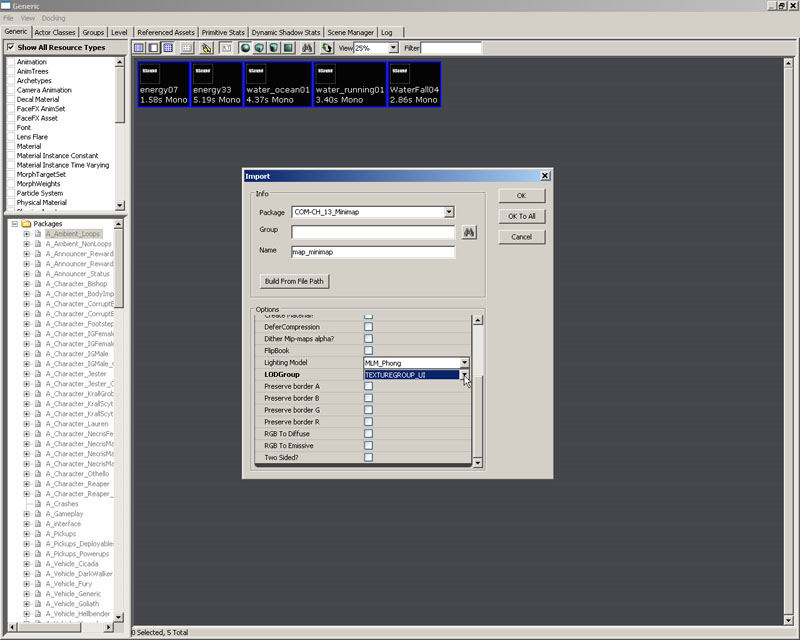 Generic
File View Docking
Generic Actor Classes Groups Level Referenced Assets Primitive Stats Dynamic Shadow Stats Scene Manager Log
Show All Resource Types
View 25% Filter
Animation
AnimTrees
Archetypes
Camera Animation
Decal Material
FaceFX AnimSet
FaceFX Asset
Font
Lens Flare
Material
Material Instance Constant
Material Instance Time Varying
MorphTargetSet
MorphWeights
Particle System
Physical Material
energy07 energy33 water_ocean01 water_running01 WaterFall04
1.58s Mono 5.19s Mono 4.37s Mono 3.40s Mono 2.86s Mono
Packages
A_Ambient_Loops
A_Ambient_NonLoops
A_Announcer_Reward
A_Announcer_Reward
A_Announcer_Status
A_Character_Bishop
A_Character_BodyImp
A_Character_CorruptE
A_Character_CorruptE
A_Character_Footstep
A_Character_IGFemale
A_Character_IGFemale
A_Character_IGMale
A_Character_IGMale_
A_Character_Jester
A_Character_Jester_C
A_Character_KrallGrob
A_Character_KrallScyt
A_Character_KrallScyt
A_Character_NecrisFe
A_Character_NecrisMa
A_Character_NecrisMa
A_Character_NecrisMa
A_Character_Othello
A_Character_Reaper
A_Character_Reaper_
A_Crashes
A_Gameplay
A_interface
A_Pickups
A_Pickups_Deployable
A_Pickups_Powerups
A_Vehicle_Cicada
A_Vehicle_DarkWalker
A_Vehicle_Fury
A_Vehicle_Generic
A_Vehicle_Goliath
A_Vehicle_Hellbender
Import
Info
Package COM-CH_13_Minimap
Group
Name map_minimap
Build From File Path
OK
OK To All
Cancel
Options
Create Material?
DeferCompression
Dither Mip-maps alpha?
FlipBook
Lighting Model MLM_Phong
LODGroup TEXTUREGROUP_UI
Preserve border A
Preserve border B
Preserve border G
Preserve border R
RGB To Diffuse
RGB To Emissive
Two Sided?
0 Selected, 5 Total